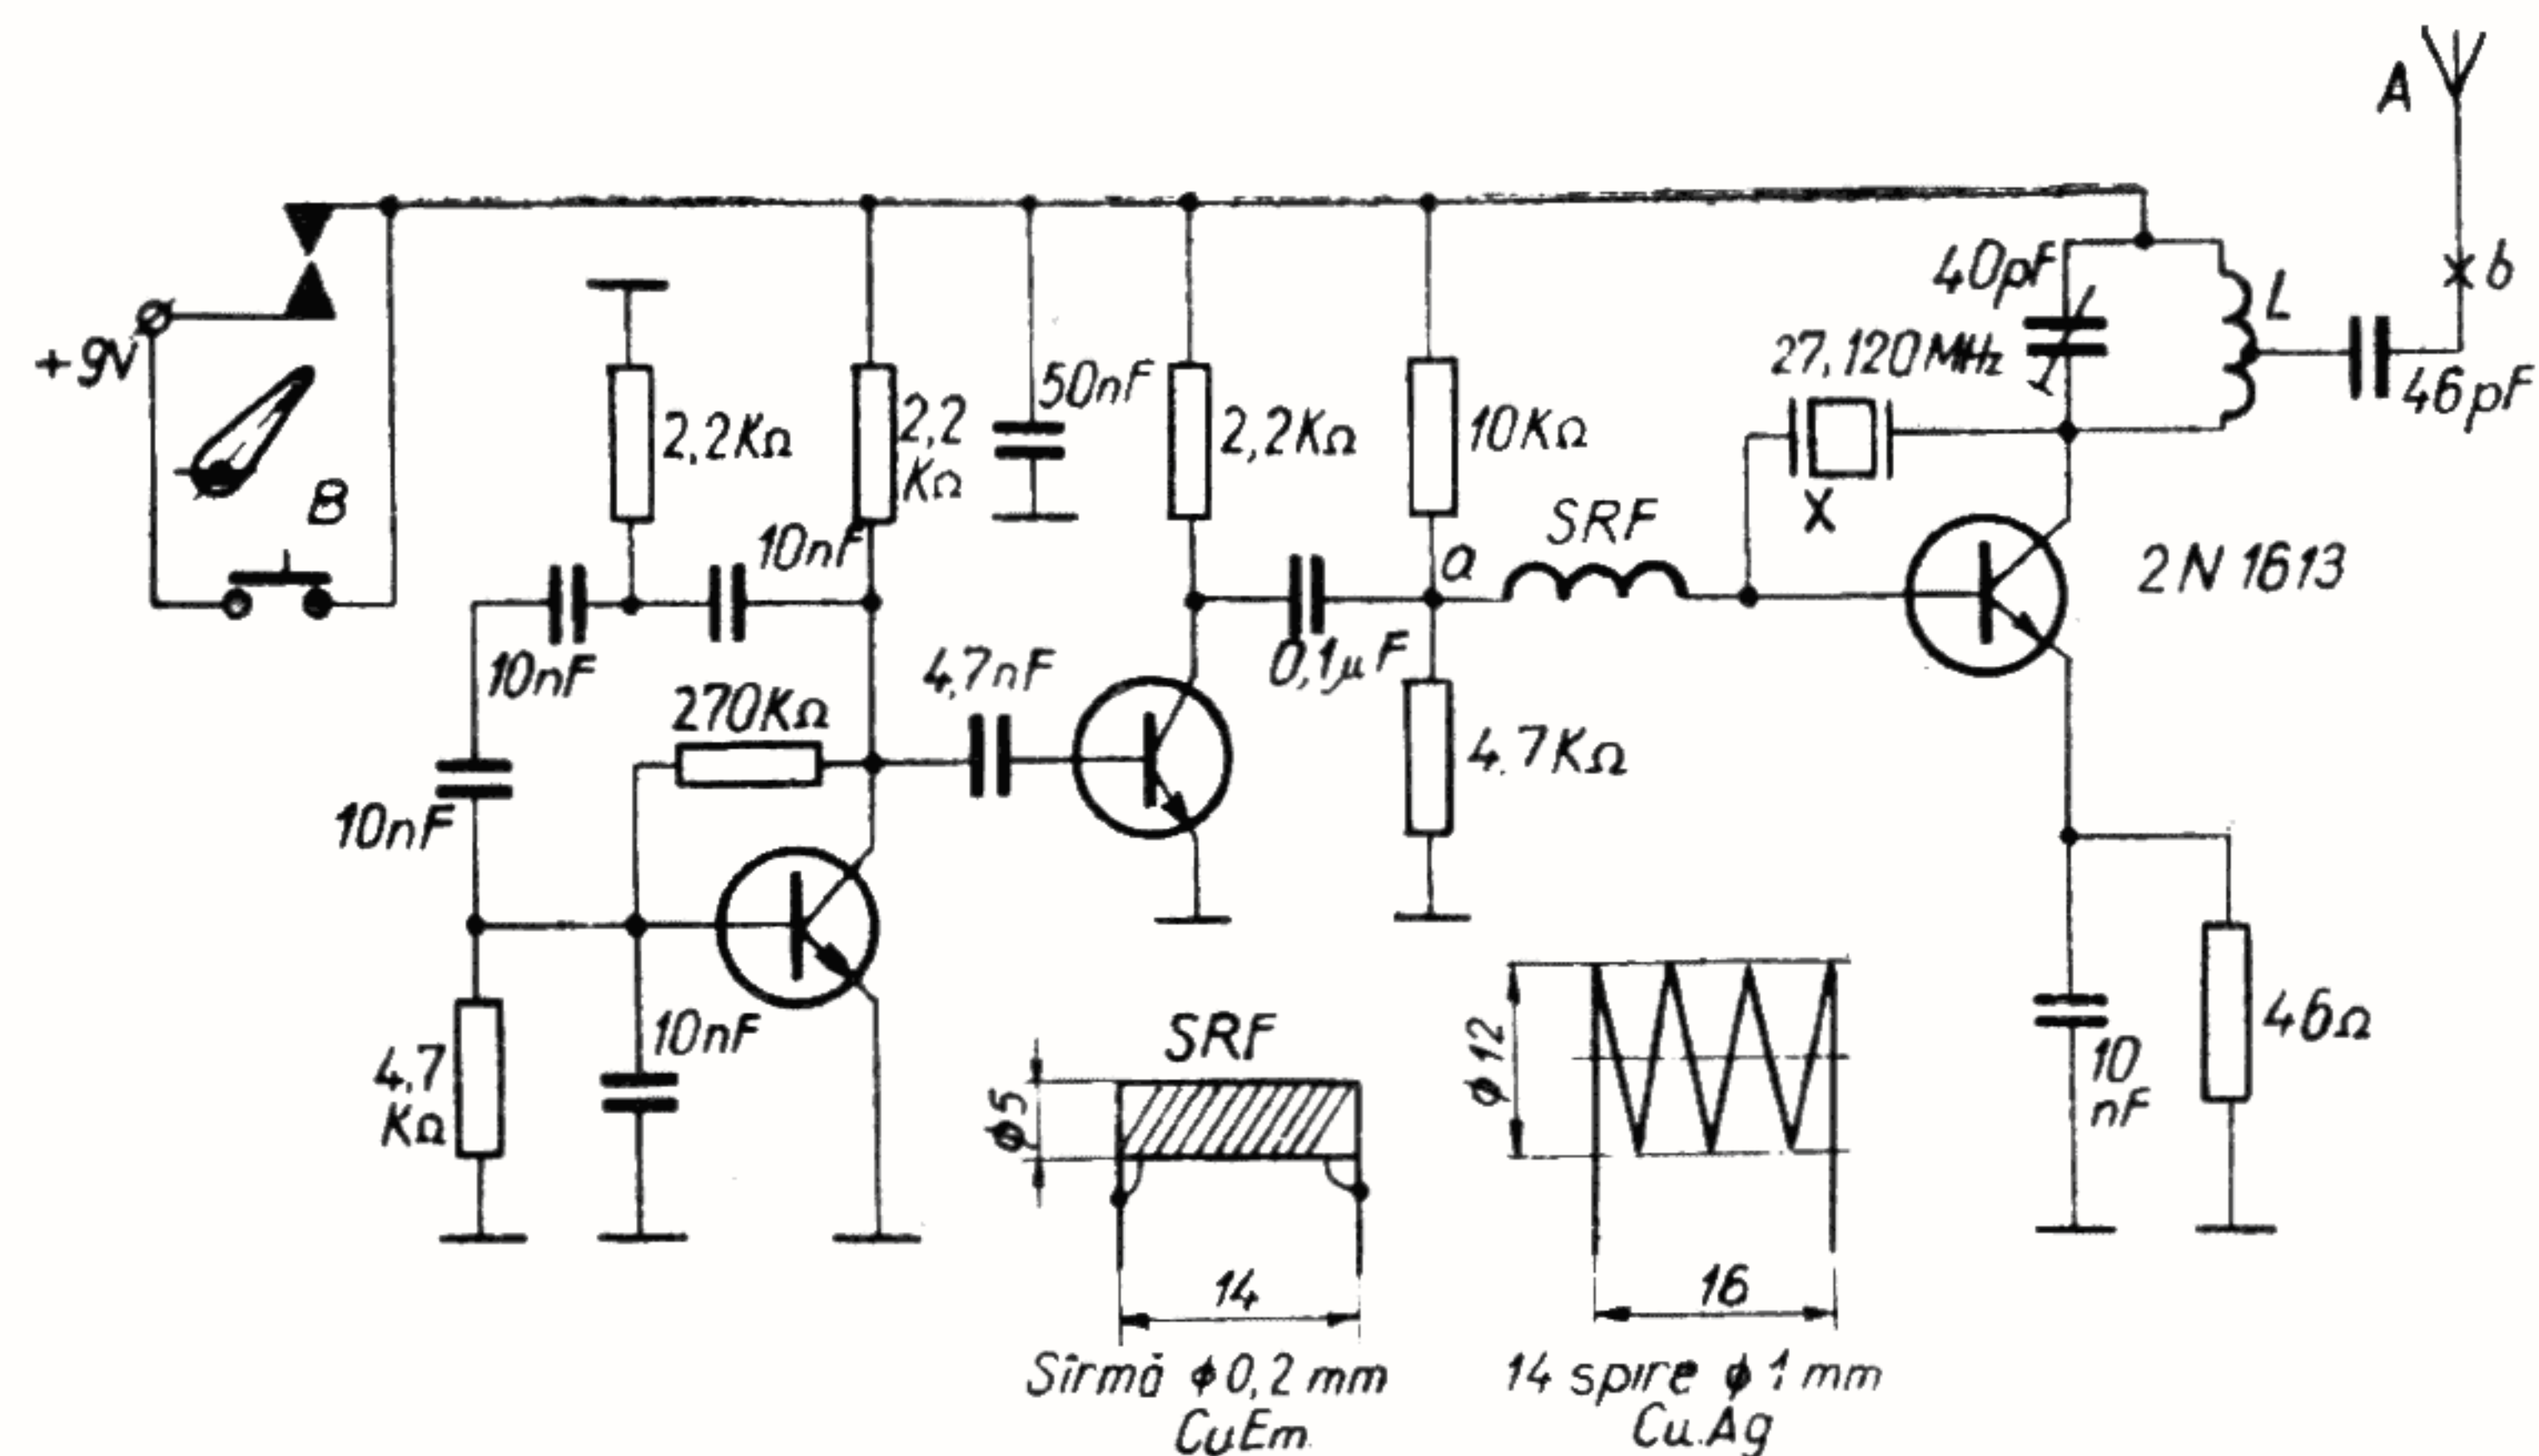 A
+9V
B
2,2KΩ
2,2
KΩ
50nF
2,2KΩ
10KΩ
40pF
27,120MHz
X
L
b
46pF
10nF
10nF
10nF
270KΩ
4,7nF
0,1μF
a
SRF
2N1613
4.7KΩ
4,7
KΩ
10nF
SRF
ϕ5
14
Sîrmă ϕ0,2 mm
CuEm.
ϕ12
16
14 spire ϕ1 mm
Cu.Ag
10
nF
46Ω